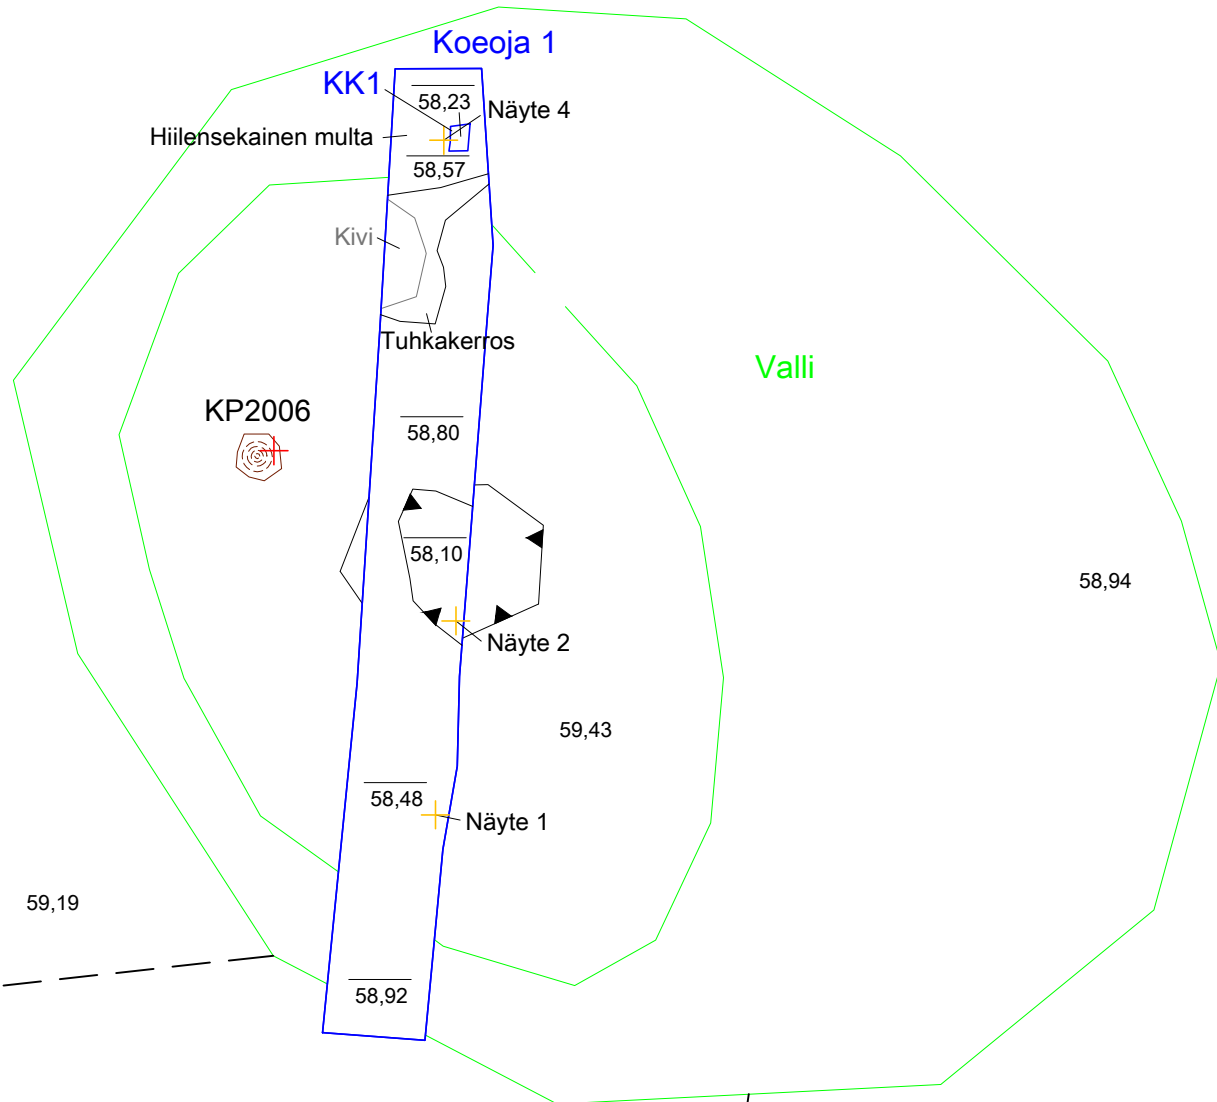 Koeoja 1
KK1
58,23
Näyte 4
Hiilensekainen multa
58,57
Kivi
Tuhkakerros
Valli
KP2006
58,80
58,10
58,94
Näyte 2
59,43
58,48
Näyte 1
59,19
58,92